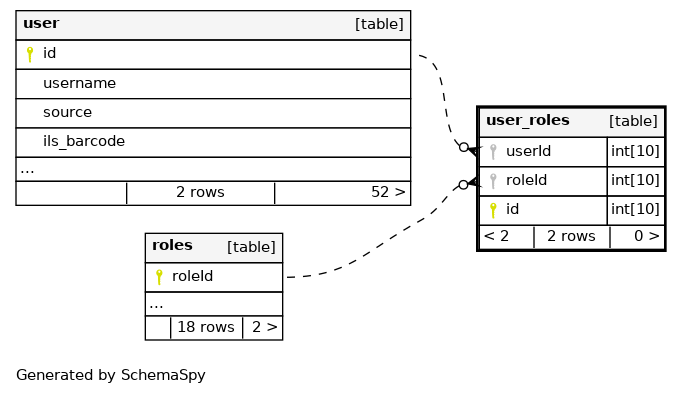 user [table]
id
username
source
ils_barcode
...
2 rows 52 >
user_roles [table]
userId int[10]
roleId int[10]
id int[10]
< 2 2 rows 0 >
roles [table]
roleId
...
18 rows 2 >
Generated by SchemaSpy